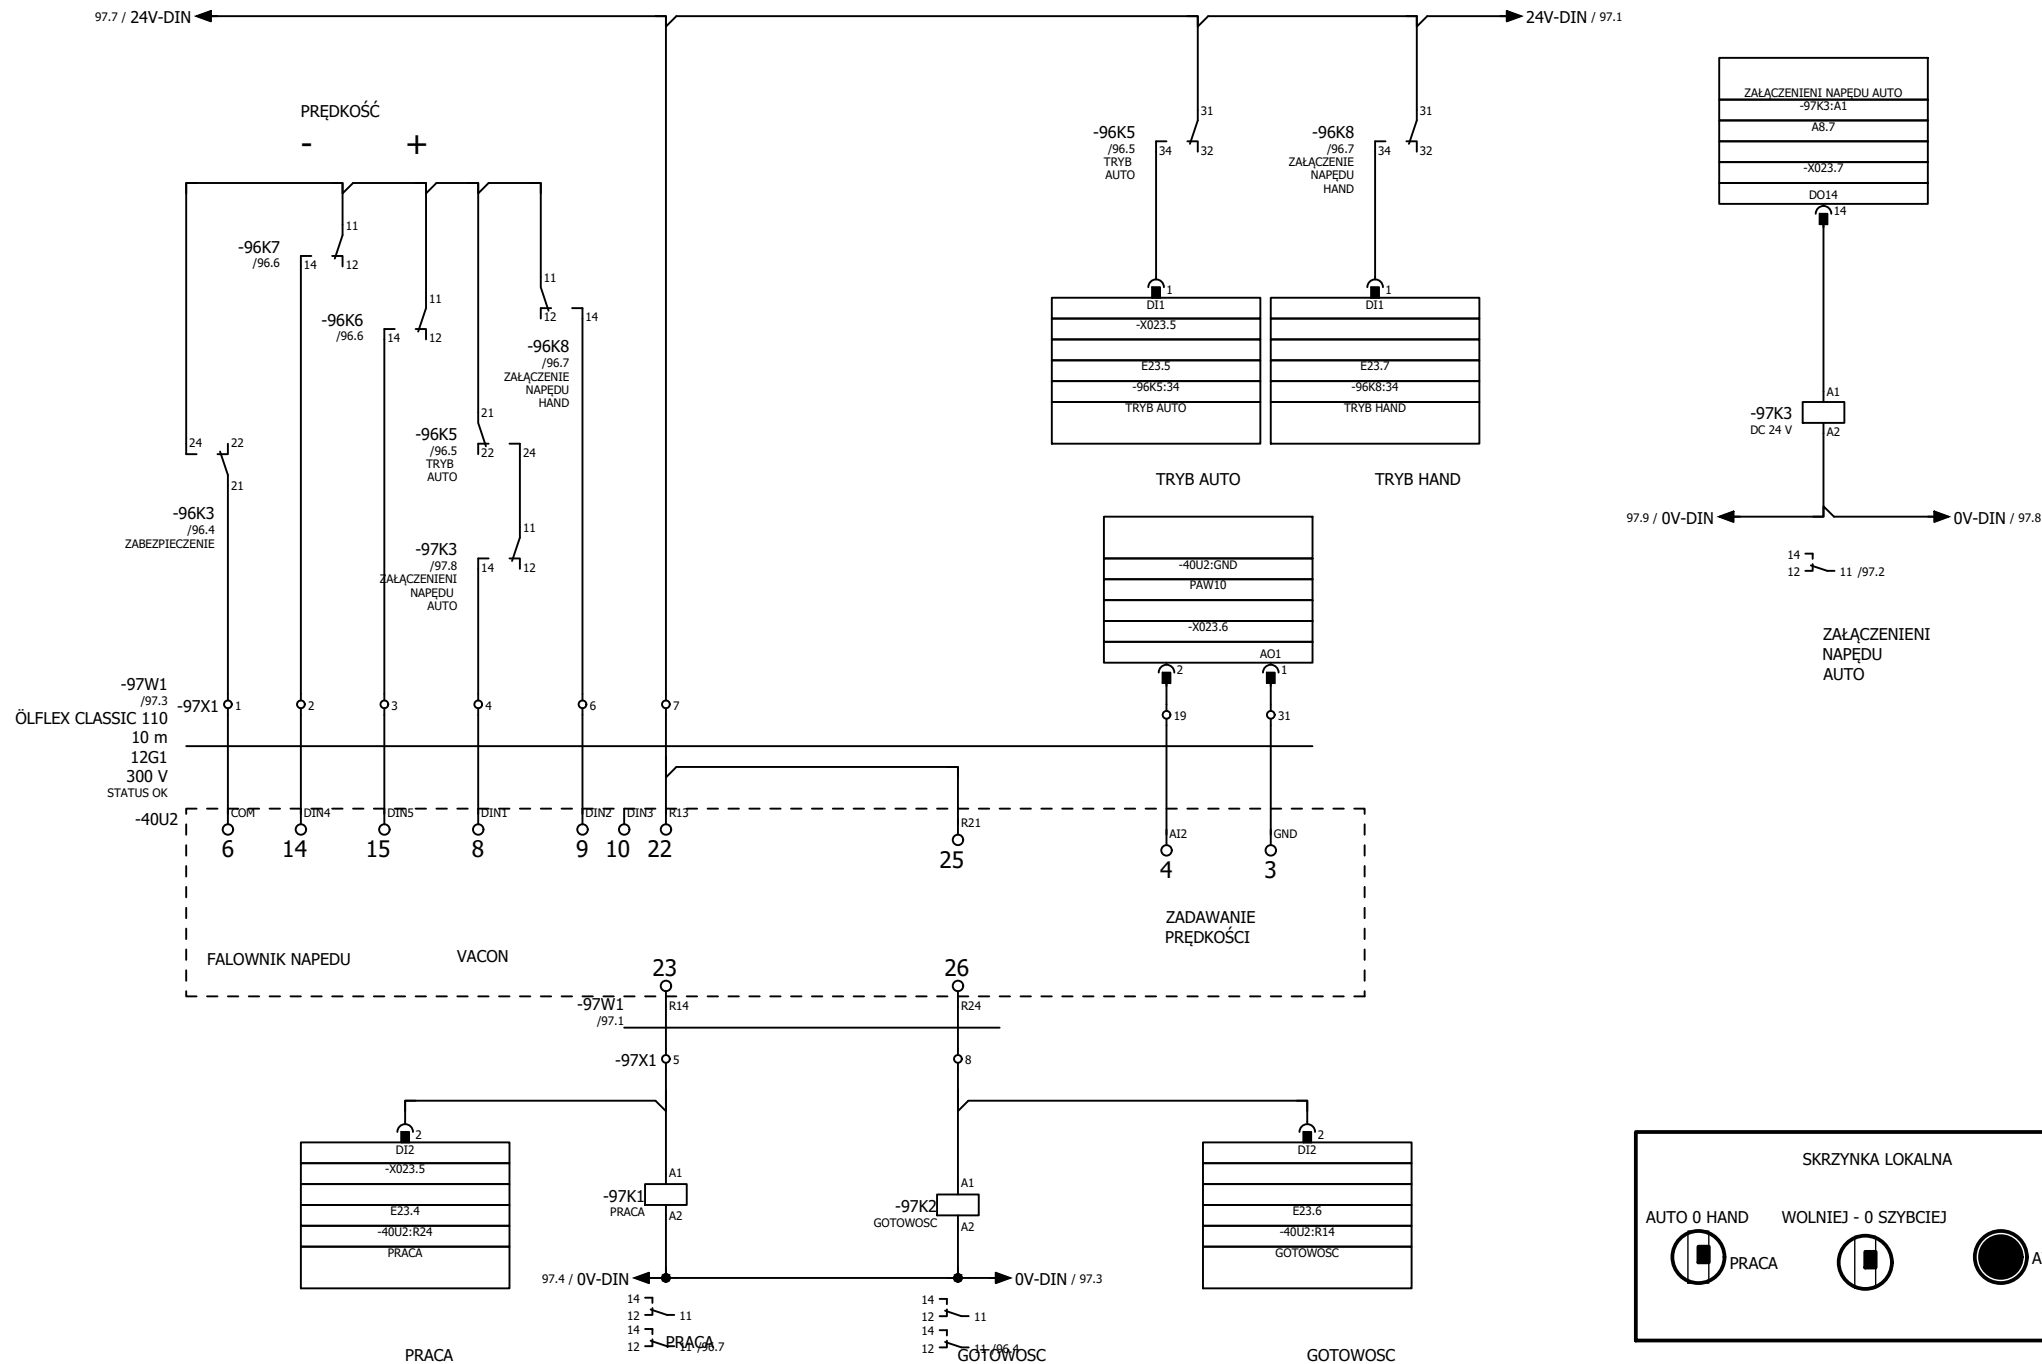 97.7 / 24V-DIN
24V-DIN / 97.1
PRĘDKOŚĆ
- +
-96K7
/96.6
11
14
12
-96K6
/96.6
11
14
12
11
12
14
-96K8
/96.7
ZAŁĄCZENIE
NAPĘDU
HAND
24
22
21
-96K3
/96.4
ZABEZPIECZENIE
-96K5
/96.5
TRYB
AUTO
21
22
24
-97K3
/97.8
ZAŁĄCZENIENI
NAPĘDU
AUTO
11
14
12
-96K5
/96.5
TRYB
AUTO
31
34
32
-96K8
/96.7
ZAŁĄCZENIE
NAPĘDU
HAND
31
34
32
1
DI1
-X023.5
E23.5
-96K5:34
TRYB AUTO
TRYB AUTO
1
DI1
E23.7
-96K8:34
TRYB HAND
TRYB HAND
-40U2:GND
PAW10
-X023.6
AO1
2
1
19
31
ZAŁĄCZENIENI NAPĘDU AUTO
-97K3:A1
A8.7
-X023.7
DO14
14
A1
-97K3
DC 24 V
A2
97.9 / 0V-DIN
0V-DIN / 97.8
14
12
11 /97.2
ZAŁĄCZENIENI
NAPĘDU
AUTO
-97W1
/97.3
ÖLFLEX CLASSIC 110
10 m
12G1
300 V
STATUS OK
-97X1
1
2
3
4
6
7
-40U2
COM
DIN4
DIN5
DIN1
DIN2
DIN3
R13
R21
AI2
GND
6
14
15
8
9
10
22
25
4
3
ZADAWANIE
PRĘDKOŚCI
FALOWNIK NAPEDU
VACON
23
26
-97W1
/97.1
R14
R24
-97X1
5
8
2
DI2
-X023.5
E23.4
-40U2:R24
PRACA
PRACA
A1
-97K1
PRACA
A2
A1
-97K2
GOTOWOSC
A2
2
DI2
E23.6
-40U2:R14
GOTOWOSC
GOTOWOSC
97.4 / 0V-DIN
0V-DIN / 97.3
14
12
11
14
12
11 /96.7
PRACA
14
12
11
14
12
11 /96.4
GOTOWOSC
SKRZYNKA LOKALNA
AUTO 0 HAND
WOLNIEJ - 0 SZYBCIEJ
PRACA
A